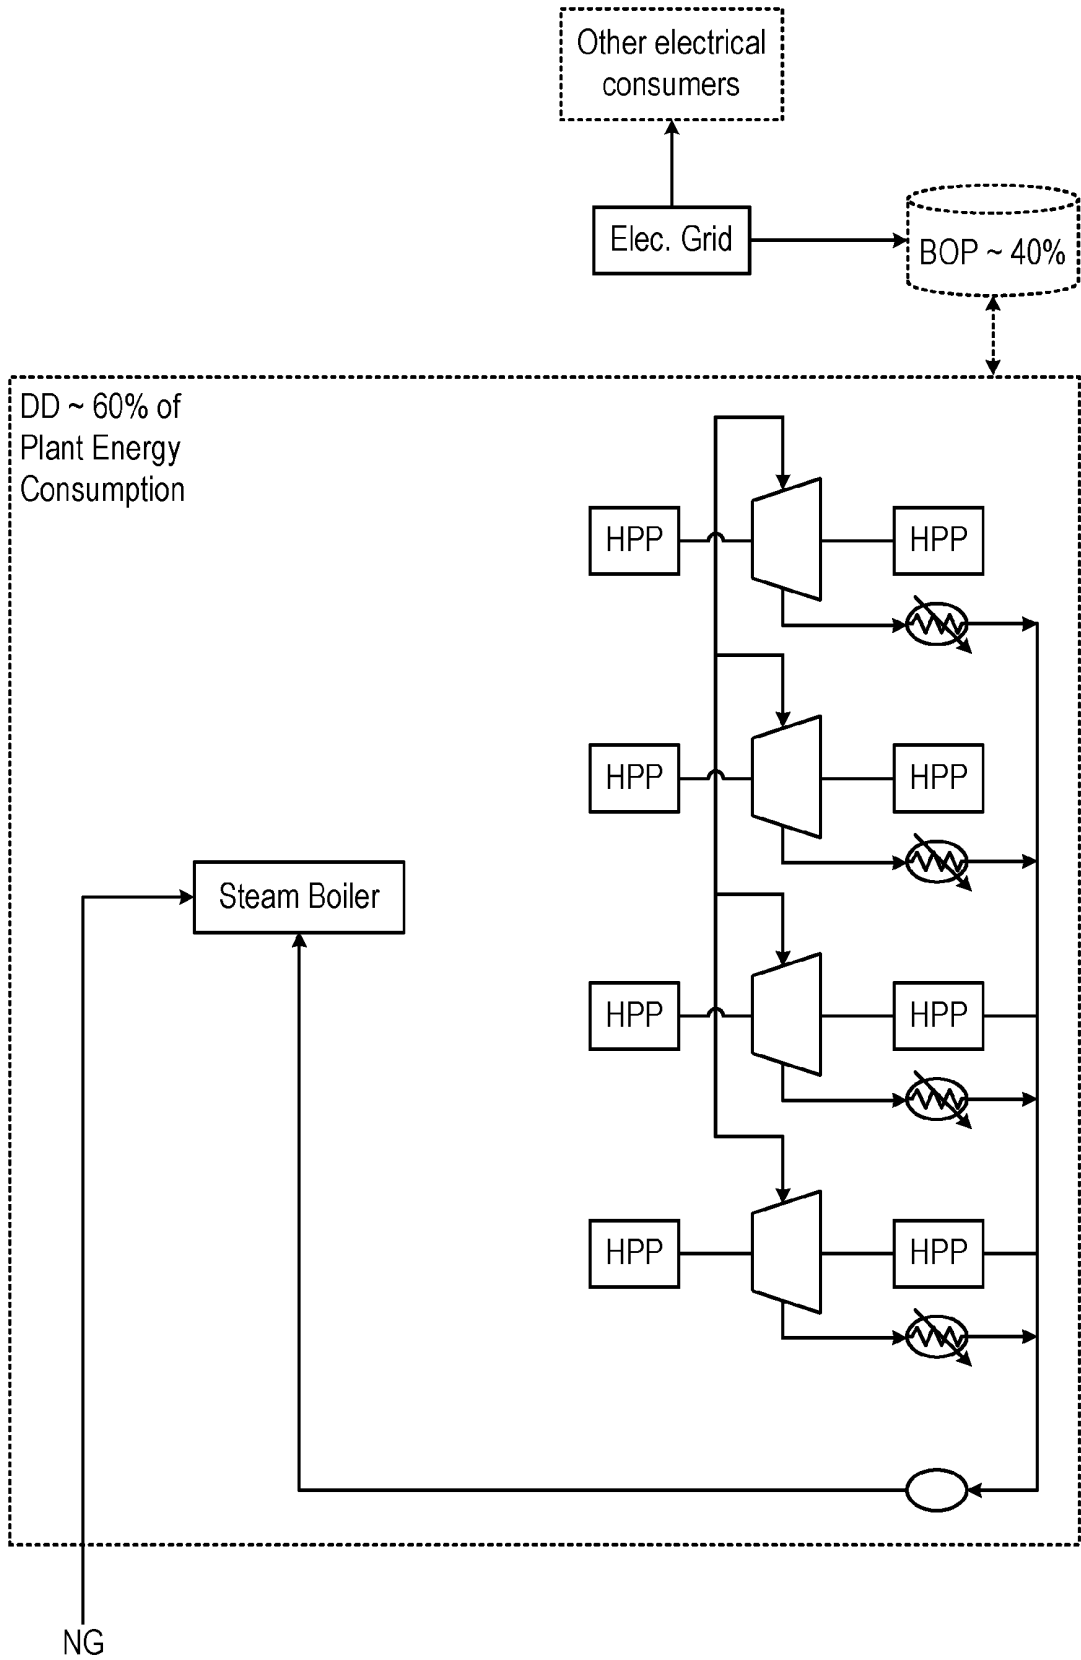 Other electrical
consumers
Elec. Grid
BOP ~ 40%
DD ~ 60% of
Plant Energy
Consumption
HPP
HPP
HPP
HPP
Steam Boiler
HPP
HPP
HPP
HPP
NG